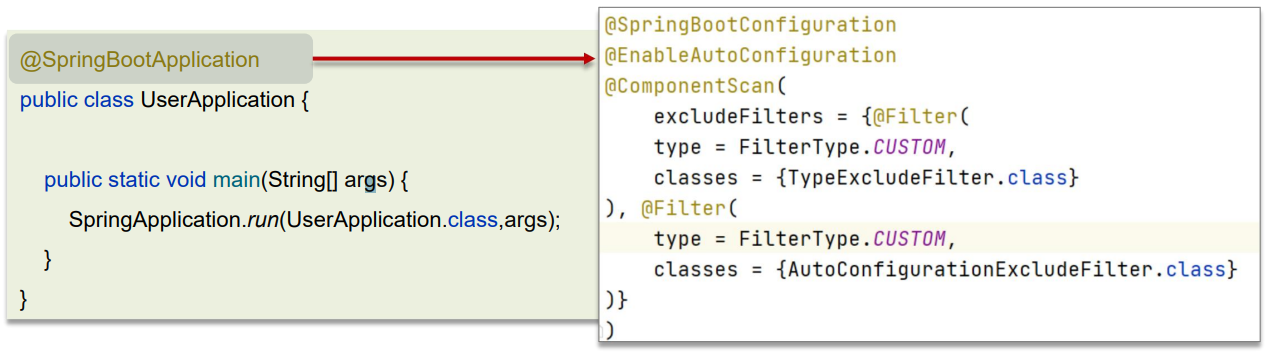 @SpringBootApplication
public class UserApplication {
public static void main(String[] args) {
SpringApplication.run(UserApplication.class,args);
}
}
@SpringBootConfiguration
@EnableAutoConfiguration
@ComponentScan(
excludeFilters = {@Filter(
type = FilterType.CUSTOM,
classes = {TypeExcludeFilter.class}
), @Filter(
type = FilterType.CUSTOM,
classes = {AutoConfigurationExcludeFilter.class}
)}
)